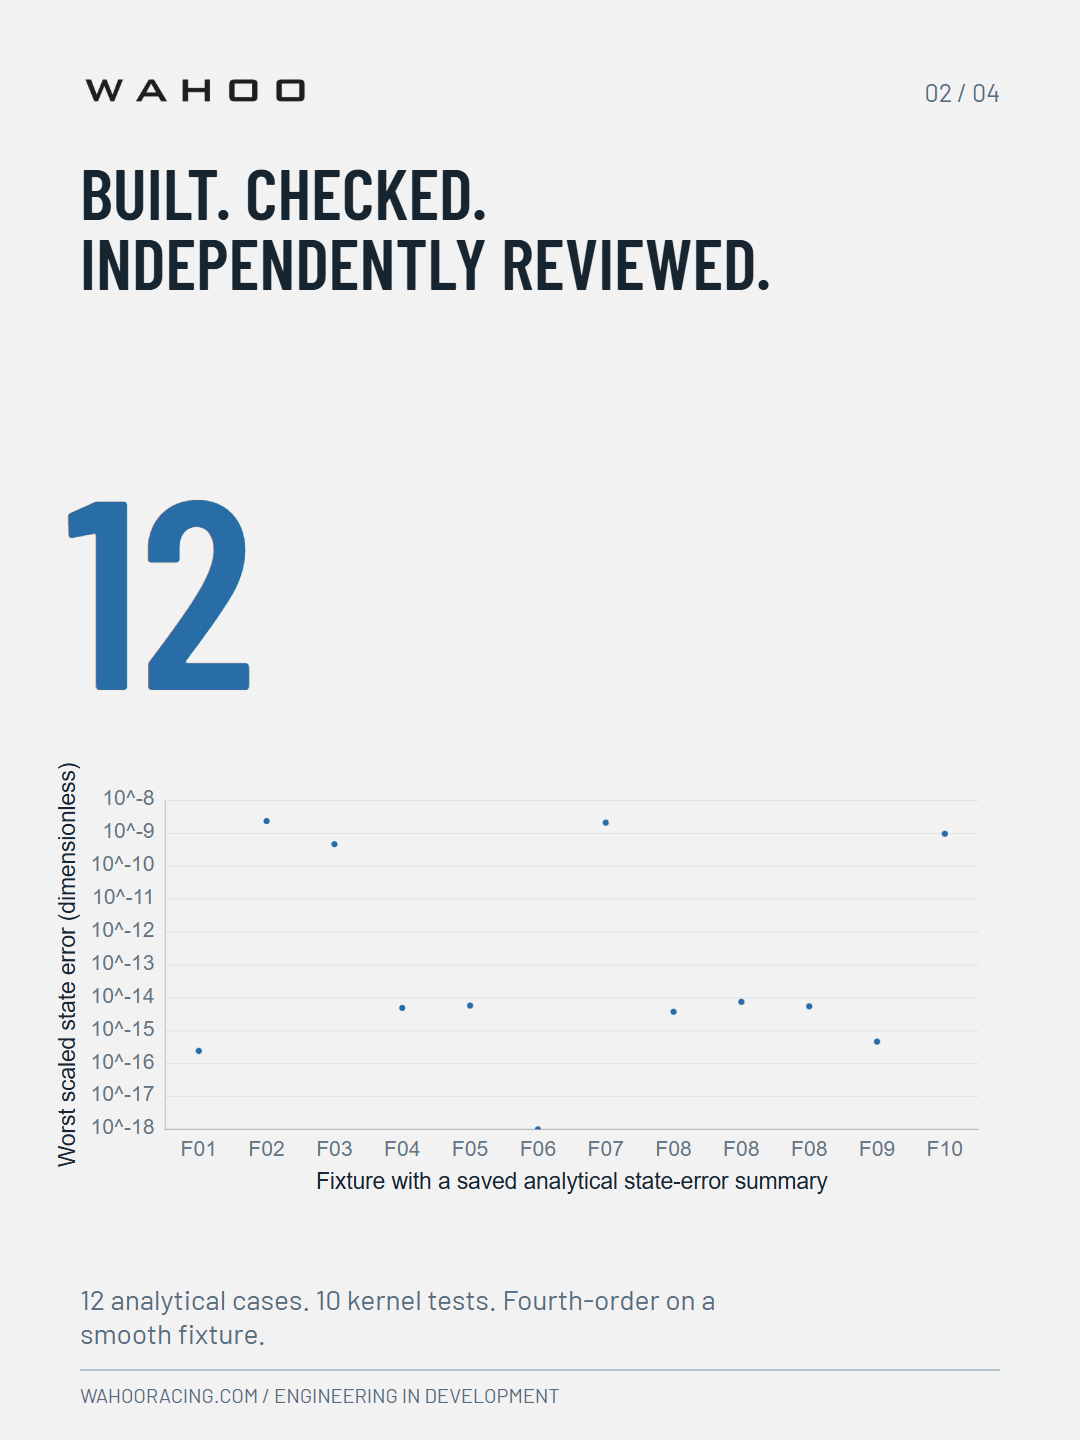 WAHOO
02 / 04
BUILT. CHECKED.
INDEPENDENTLY REVIEWED.
12
Worst scaled state error (dimensionless)
10^-8
10^-9
10^-10
10^-11
10^-12
10^-13
10^-14
10^-15
10^-16
10^-17
10^-18
F01 F02 F03 F04 F05 F06 F07 F08 F08 F08 F09 F10
Fixture with a saved analytical state-error summary
12 analytical cases. 10 kernel tests. Fourth-order on a
smooth fixture.
WAHOORACING.COM / ENGINEERING IN DEVELOPMENT